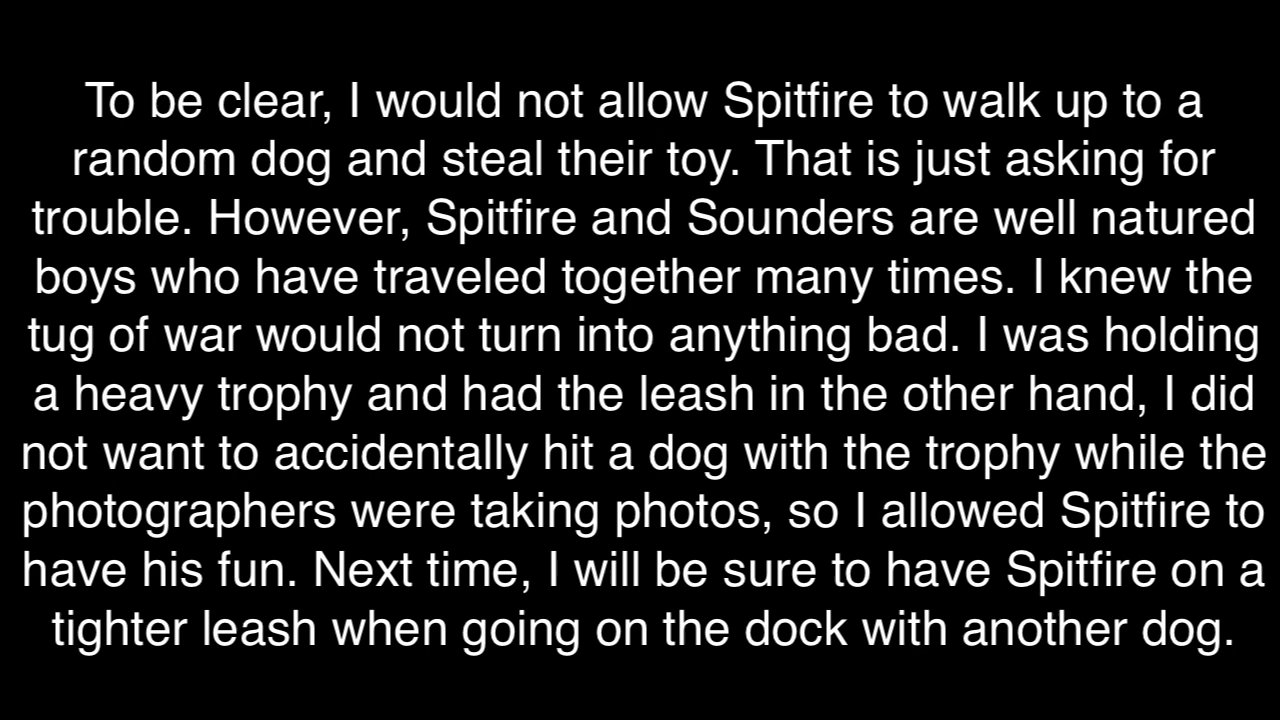 To be clear, I would not allow Spitfire to walk up to a
random dog and steal their toy. That is just asking for
trouble. However, Spitfire and Sounders are well natured
boys who have traveled together many times. I knew the
tug of war would not turn into anything bad. I was holding
a heavy trophy and had the leash in the other hand, I did
not want to accidentally hit a dog with the trophy while the
photographers were taking photos, so I allowed Spitfire to
have his fun. Next time, I will be sure to have Spitfire on a
tighter leash when going on the dock with another dog.